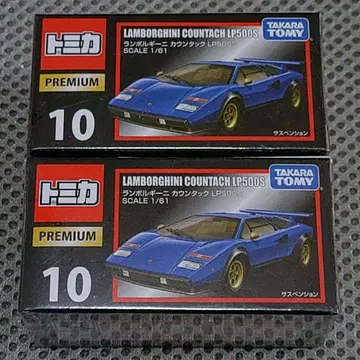 トミカ
PREMIUM
10
LAMBORGHINI COUNTACH LP500S
ランボルギーニ カウンタック LP500S
SCALE 1/61
TAKARA TOMY
サスペンション
トミカ
PREMIUM
10
LAMBORGHINI COUNTACH LP500S
ランボルギーニ カウンタック LP500S
SCALE 1/61
TAKARA TOMY
サスペンション